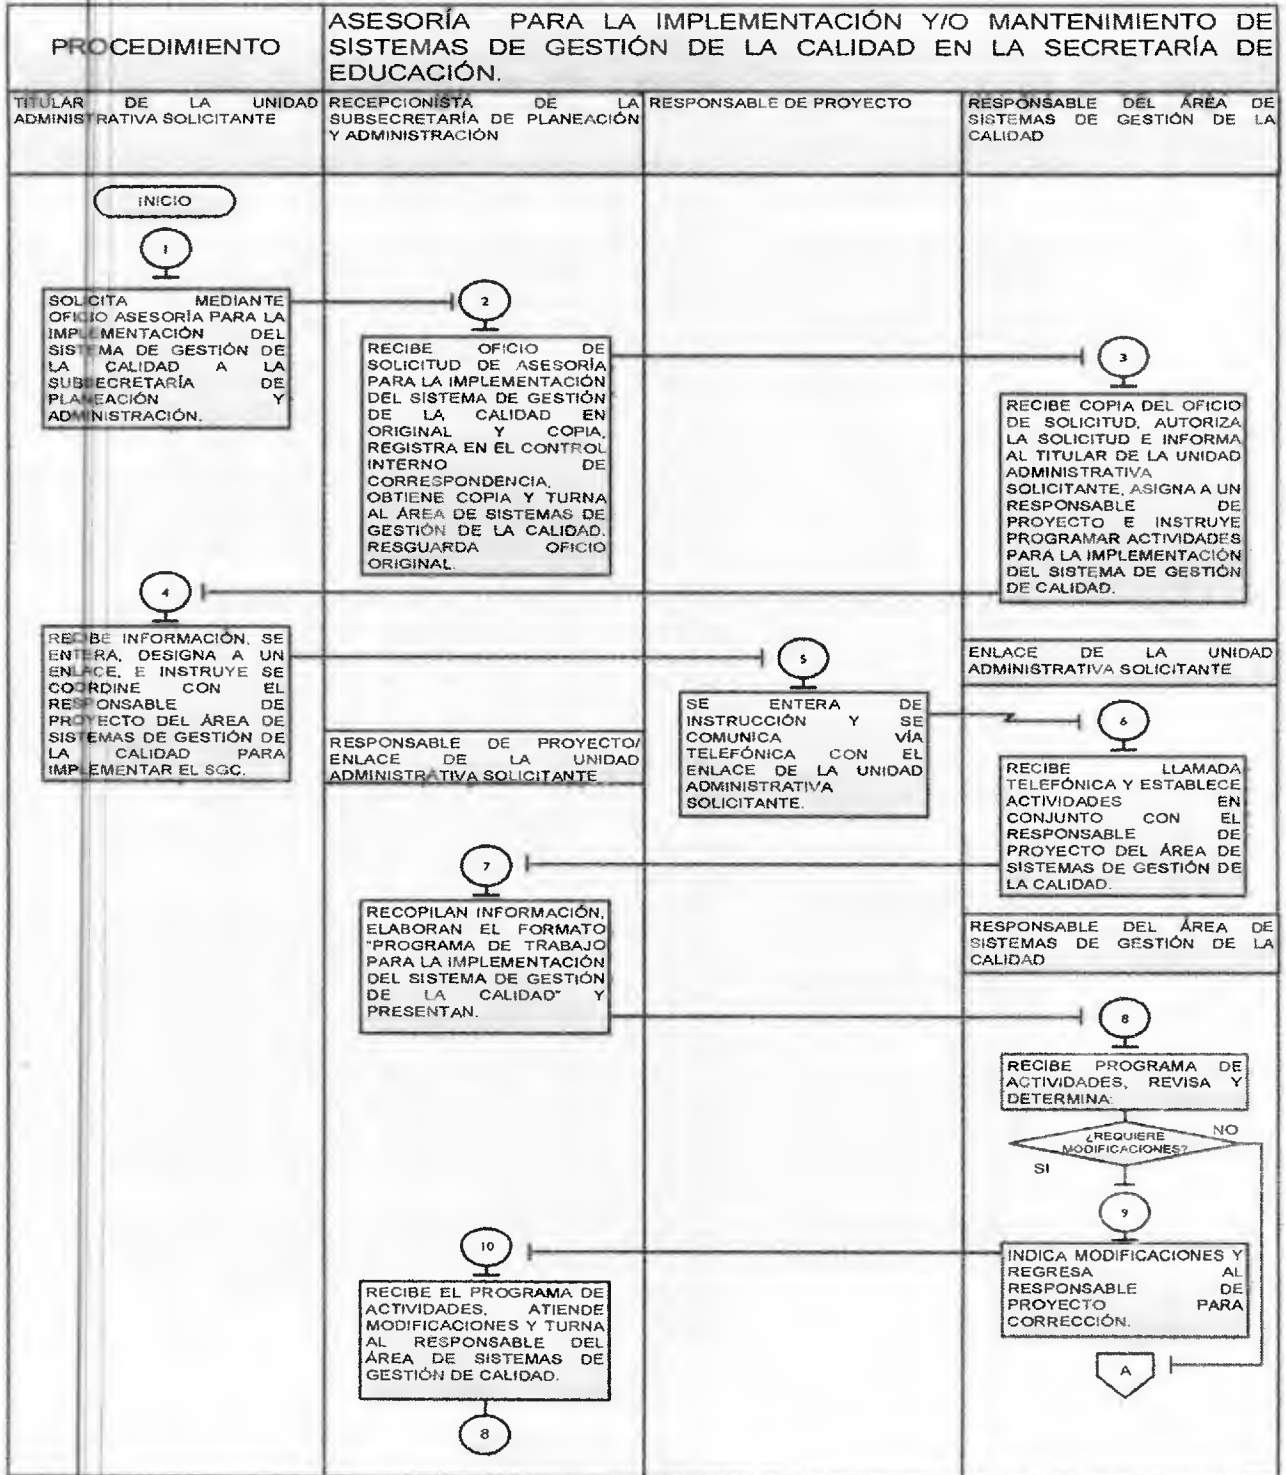 PROCEDIMIENTO
ASESORÍA PARA LA IMPLEMENTACIÓN Y/O MANTENIMIENTO DE
SISTEMAS DE GESTIÓN DE LA CALIDAD EN LA SECRETARÍA DE
EDUCACIÓN.
TITULAR DE LA UNIDAD
ADMINISTRATIVA SOLICITANTE
RECEPCIONISTA DE LA
SUBSECRETARÍA DE PLANEACIÓN
Y ADMINISTRACIÓN
RESPONSABLE DE PROYECTO
RESPONSABLE DEL ÁREA DE
SISTEMAS DE GESTIÓN DE LA
CALIDAD
INICIO
1
SOLICITA MEDIANTE
OFICIO ASESORÍA PARA LA
IMPLEMENTACIÓN DEL
SISTEMA DE GESTIÓN DE
LA CALIDAD A LA
SUBSECRETARÍA DE
PLANEACIÓN Y
ADMINISTRACIÓN.
2
RECIBE OFICIO DE
SOLICITUD DE ASESORÍA
PARA LA IMPLEMENTACIÓN
DEL SISTEMA DE GESTIÓN
DE LA CALIDAD EN
ORIGINAL Y COPIA,
REGISTRA EN EL CONTROL
INTERNO DE
CORRESPONDENCIA,
OBTIENE COPIA Y TURNA
AL ÁREA DE SISTEMAS DE
GESTIÓN DE LA CALIDAD.
RESGUARDA OFICIO
ORIGINAL.
3
RECIBE COPIA DEL OFICIO
DE SOLICITUD, AUTORIZA
LA SOLICITUD E INFORMA
AL TITULAR DE LA UNIDAD
ADMINISTRATIVA
SOLICITANTE, ASIGNA A UN
RESPONSABLE DE
PROYECTO E INSTRUYE
PROGRAMAR ACTIVIDADES
PARA LA IMPLEMENTACIÓN
DEL SISTEMA DE GESTIÓN
DE CALIDAD.
4
RECIBE INFORMACIÓN, SE
ENTERA, DESIGNA A UN
ENLACE, E INSTRUYE SE
COORDINE CON EL
RESPONSABLE DE
PROYECTO DEL ÁREA DE
SISTEMAS DE GESTIÓN DE
LA CALIDAD PARA
IMPLEMENTAR EL SGC.
5
SE ENTERA DE
INSTRUCCIÓN Y SE
COMUNICA VÍA
TELEFÓNICA CON EL
ENLACE DE LA UNIDAD
ADMINISTRATIVA
SOLICITANTE.
ENLACE DE LA UNIDAD
ADMINISTRATIVA SOLICITANTE
6
RECIBE LLAMADA
TELEFÓNICA Y ESTABLECE
ACTIVIDADES EN
CONJUNTO CON EL
RESPONSABLE DE
PROYECTO DEL ÁREA DE
SISTEMAS DE GESTIÓN DE
LA CALIDAD.
RESPONSABLE DE PROYECTO/
ENLACE DE LA UNIDAD
ADMINISTRATIVA SOLICITANTE
7
RECOPILAN INFORMACIÓN,
ELABORAN EL FORMATO
"PROGRAMA DE TRABAJO
PARA LA IMPLEMENTACIÓN
DEL SISTEMA DE GESTIÓN
DE LA CALIDAD" Y
PRESENTAN.
RESPONSABLE DEL ÁREA DE
SISTEMAS DE GESTIÓN DE LA
CALIDAD
8
RECIBE PROGRAMA DE
ACTIVIDADES, REVISA Y
DETERMINA:
¿REQUIERE
MODIFICACIONES?
NO
SI
9
INDICA MODIFICACIONES Y
REGRESA AL
RESPONSABLE DE
PROYECTO PARA
CORRECCIÓN.
A
10
RECIBE EL PROGRAMA DE
ACTIVIDADES, ATIENDE
MODIFICACIONES Y TURNA
AL RESPONSABLE DEL
ÁREA DE SISTEMAS DE
GESTIÓN DE CALIDAD.
8